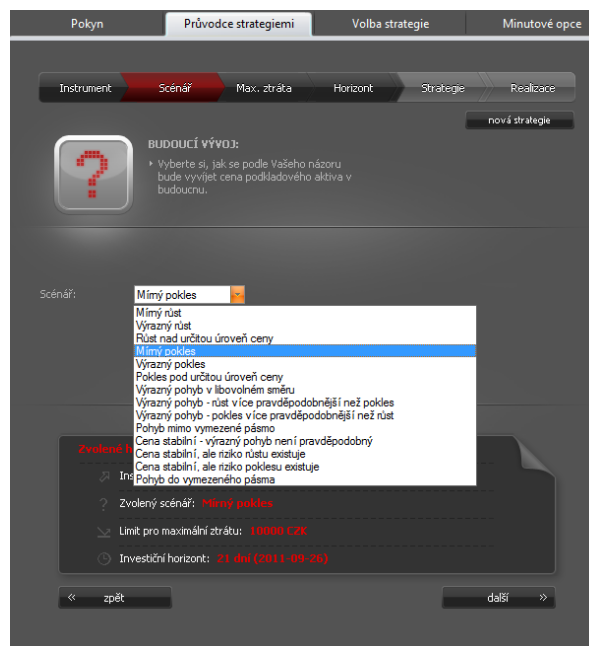 Pokyn Průvodce strategiemi Volba strategie Minutové opce
Instrument Scénář Max. ztráta Horizont Strategie Realizace
nová strategie
BUDOUCÍ VÝVOJ:
Vyberte si, jak se podle Vašeho názoru
bude vyvíjet cena podkladového aktiva v
budoucnu.
Scénář: Mírný pokles
Mírný růst
Výrazný růst
Růst nad určitou úroveň ceny
Mírný pokles
Výrazný pokles
Pokles pod určitou úroveň ceny
Výrazný pohyb v libovolném směru
Výrazný pohyb - růst více pravděpodobnější než pokles
Výrazný pohyb - pokles více pravděpodobnější než růst
Pohyb mimo vymezené pásmo
Cena stabilní - výrazný pohyb není pravděpodobný
Cena stabilní, ale riziko růstu existuje
Cena stabilní, ale riziko poklesu existuje
Pohyb do vymezeného pásma
Zvolené
Ins
Zvolený scénář: Mírný pokles
Limit pro maximální ztrátu: 10000 CZK
Investiční horizont: 21 dní (2011-09-26)
« zpět další »